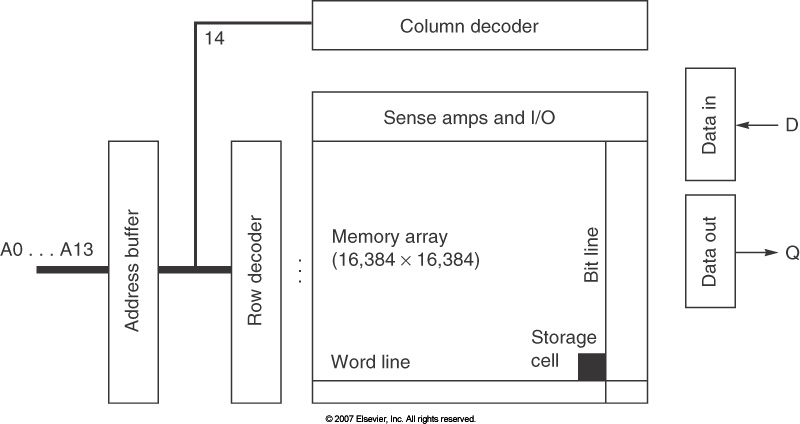 14
Column decoder
Sense amps and I/O
Data in
D
A0 . . . A13
Address buffer
Row decoder
. . .
Memory array
(16,384 × 16,384)
Bit line
Data out
Q
Storage
cell
Word line
© 2007 Elsevier, Inc. All rights reserved.